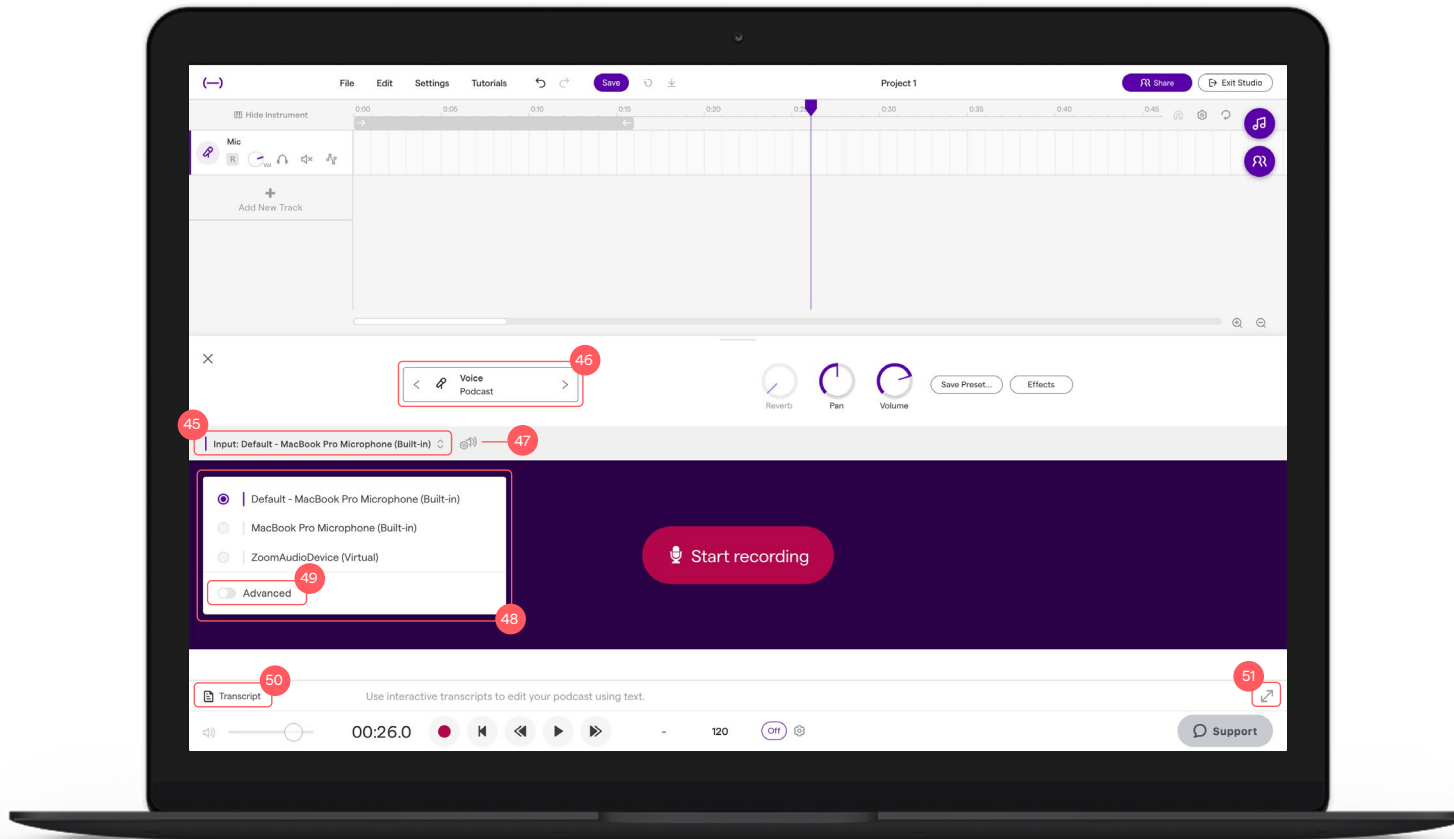 (—) File Edit Settings Tutorials Save Project 1 Share Exit Studio
Hide Instrument 0:00 0:05 0:10 0:15 0:20 0:30 0:35 0:40 0:45
Mic
R Vol
Add New Track
46
Voice
Podcast
Reverb Pan Volume Save Preset... Effects
45
Input: Default - MacBook Pro Microphone (Built-in) 47
Default - MacBook Pro Microphone (Built-in)
MacBook Pro Microphone (Built-in)
ZoomAudioDevice (Virtual)
49
Advanced
48
Start recording
50
51
Transcript Use interactive transcripts to edit your podcast using text.
00:26.0 - 120 Off Support